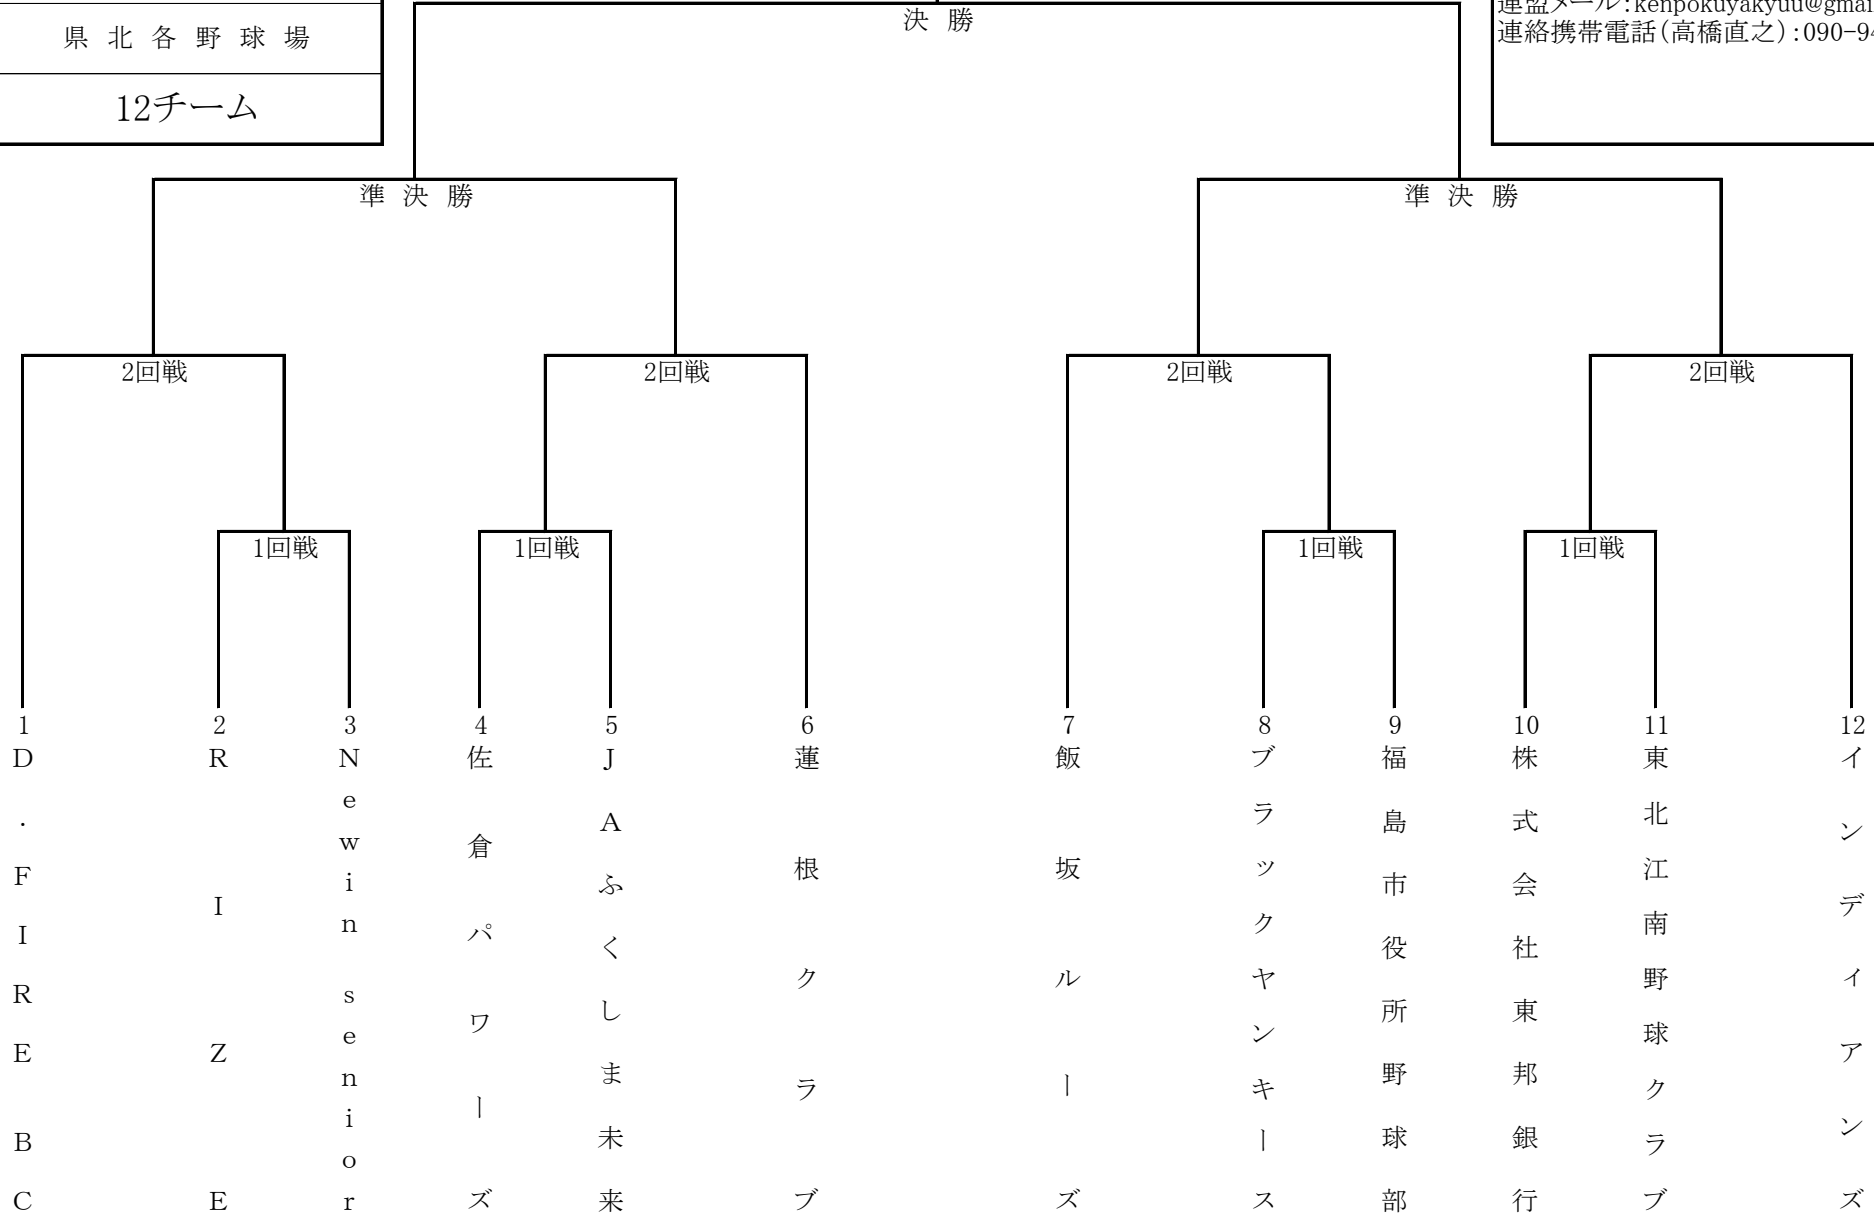 決勝
連盟メール:kenpokuyakyuu@gmai
連絡携帯電話(高橋直之):090-94
県北各野球場
12チーム
準決勝
準決勝
2回戦
2回戦
2回戦
2回戦
1回戦
1回戦
1回戦
1回戦
1
D.FIRE BC
2
RIZE
3
Newin senior
4
佐倉パワーズ
5
JAふくしま未来
6
蓮根クラブ
7
飯坂ルーズ
8
ブラックヤンキース
9
福島市役所野球部
10
株式会社東邦銀行
11
東北江南野球クラブ
12
インディアンズ